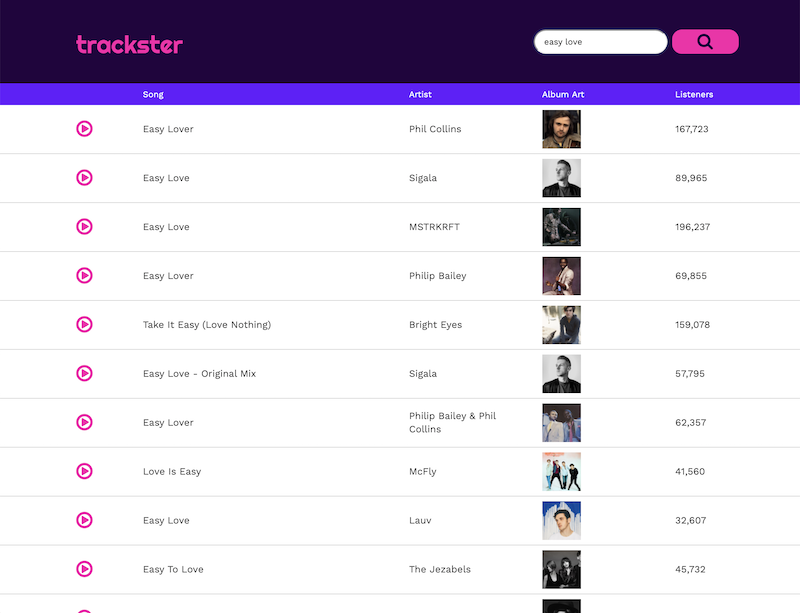 trackster
easy love
Song Artist Album Art Listeners
Easy Lover Phil Collins 167,723
Easy Love Sigala 89,965
Easy Love MSTRKRFT 196,237
Easy Lover Philip Bailey 69,855
Take It Easy (Love Nothing) Bright Eyes 159,078
Easy Love - Original Mix Sigala 57,795
Easy Lover Philip Bailey & Phil
Collins 62,357
Love Is Easy McFly 41,560
Easy Love Lauv 32,607
Easy To Love The Jezabels 45,732